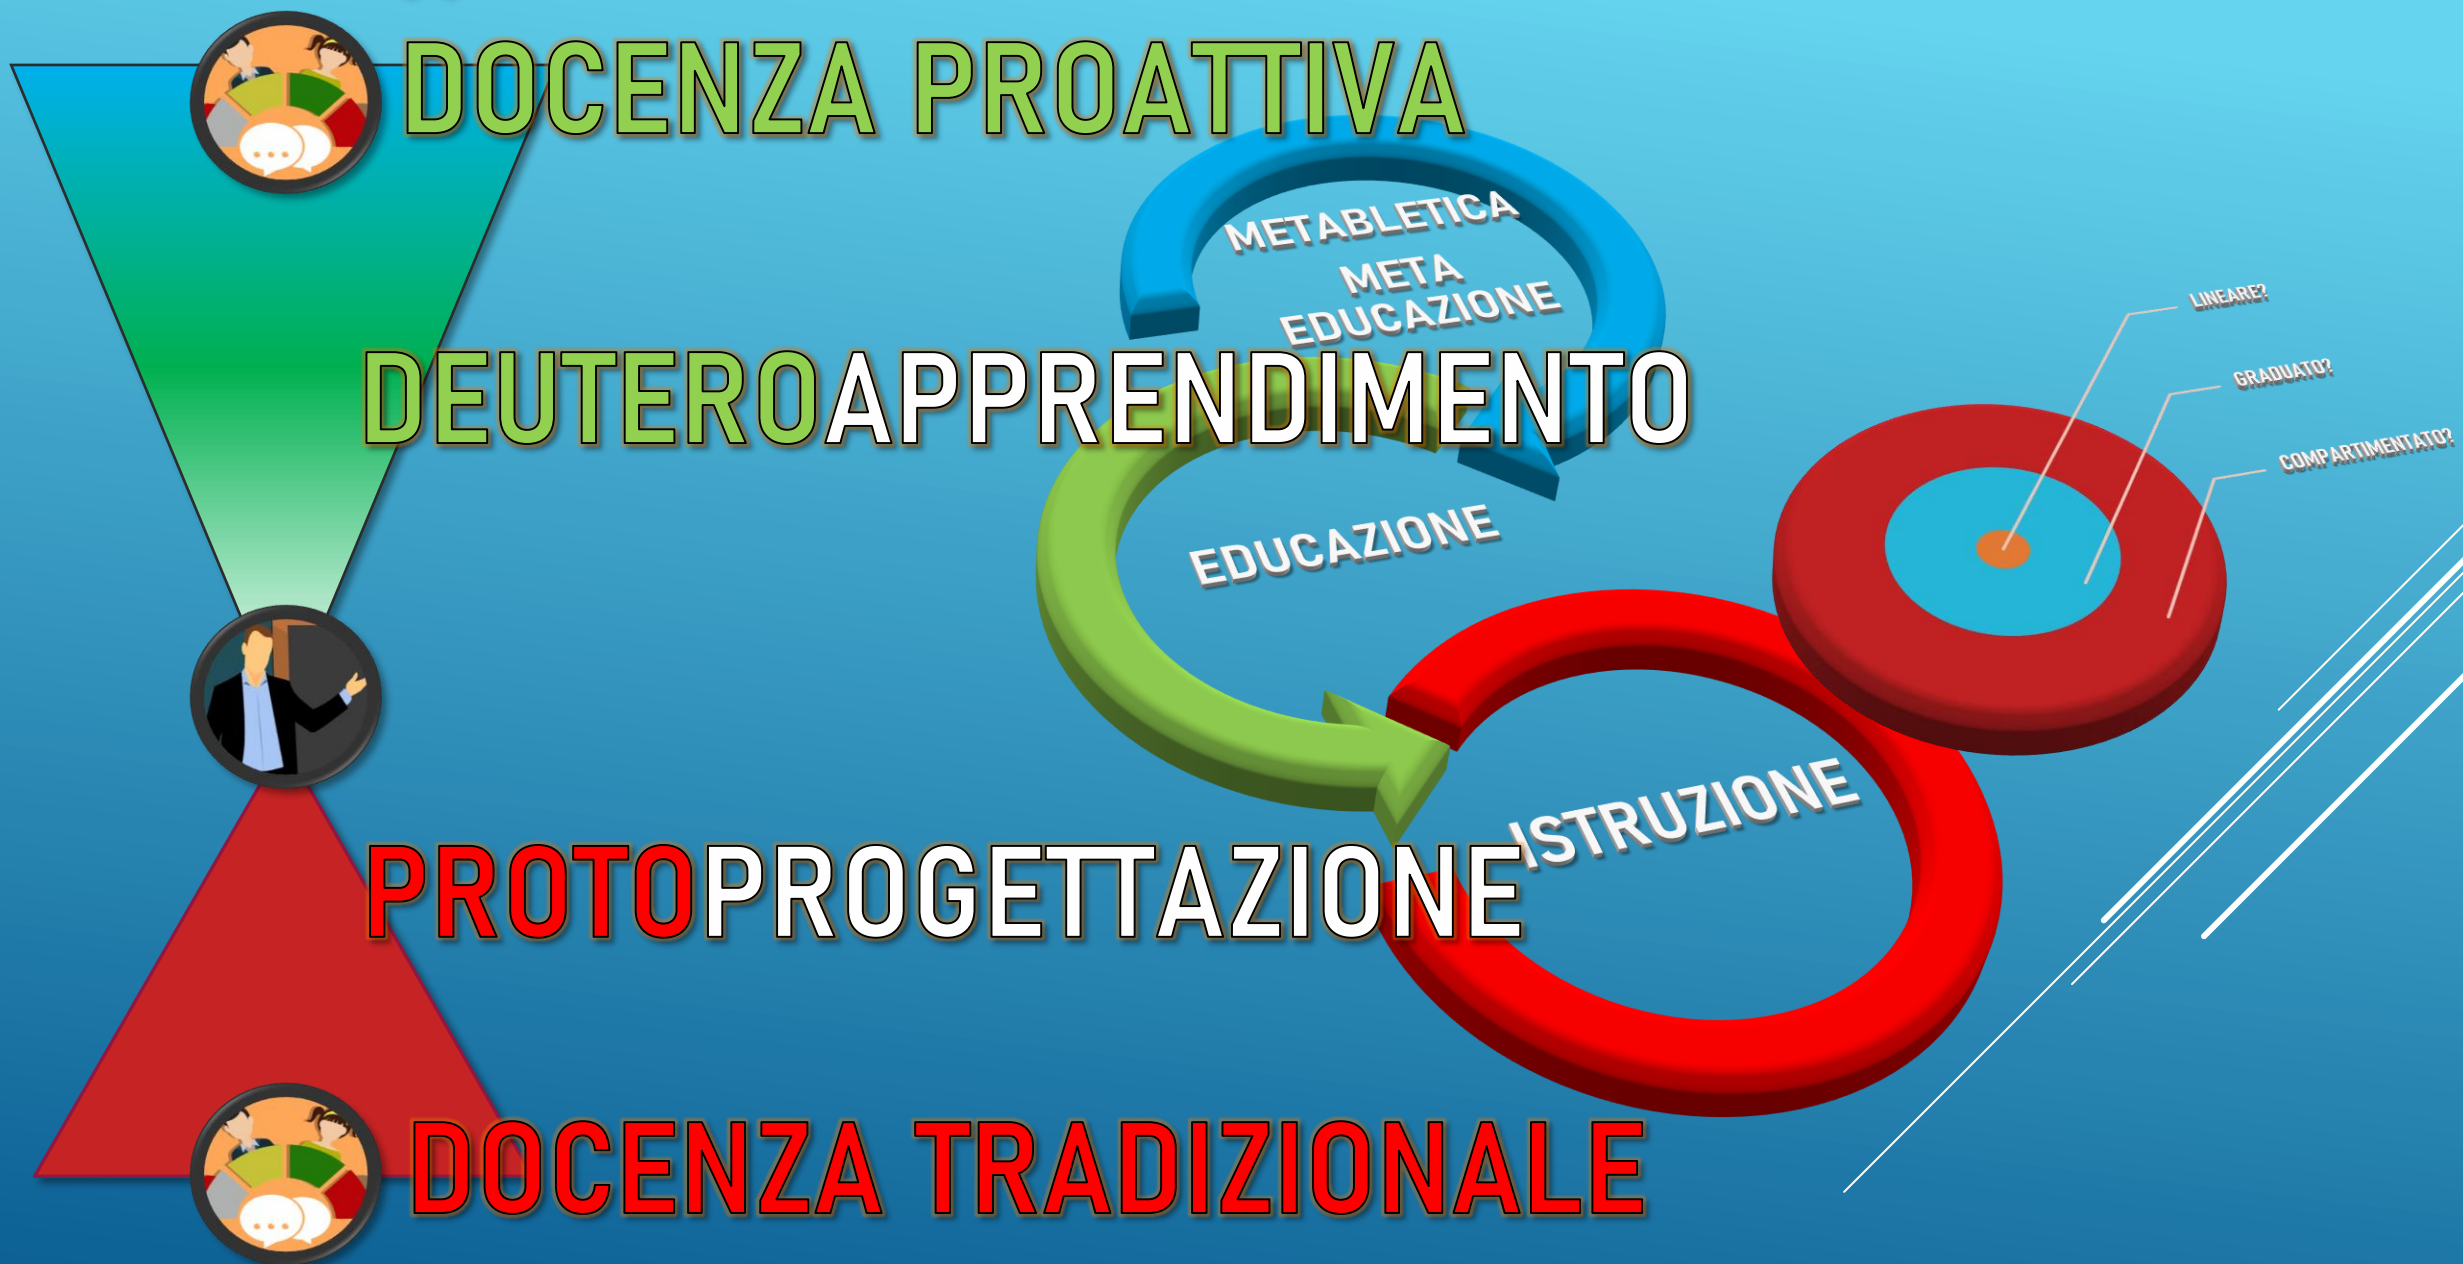 DOCENZA PROATTIVA
METABLETICA
META
EDUCAZIONE
LINEARE?
DEUTEROAPPRENDIMENTO
GRADUATO?
COMPARTIMENTATO?
EDUCAZIONE
ISTRUZIONE
PROTOPROGETTAZIONE
DOCENZA TRADIZIONALE